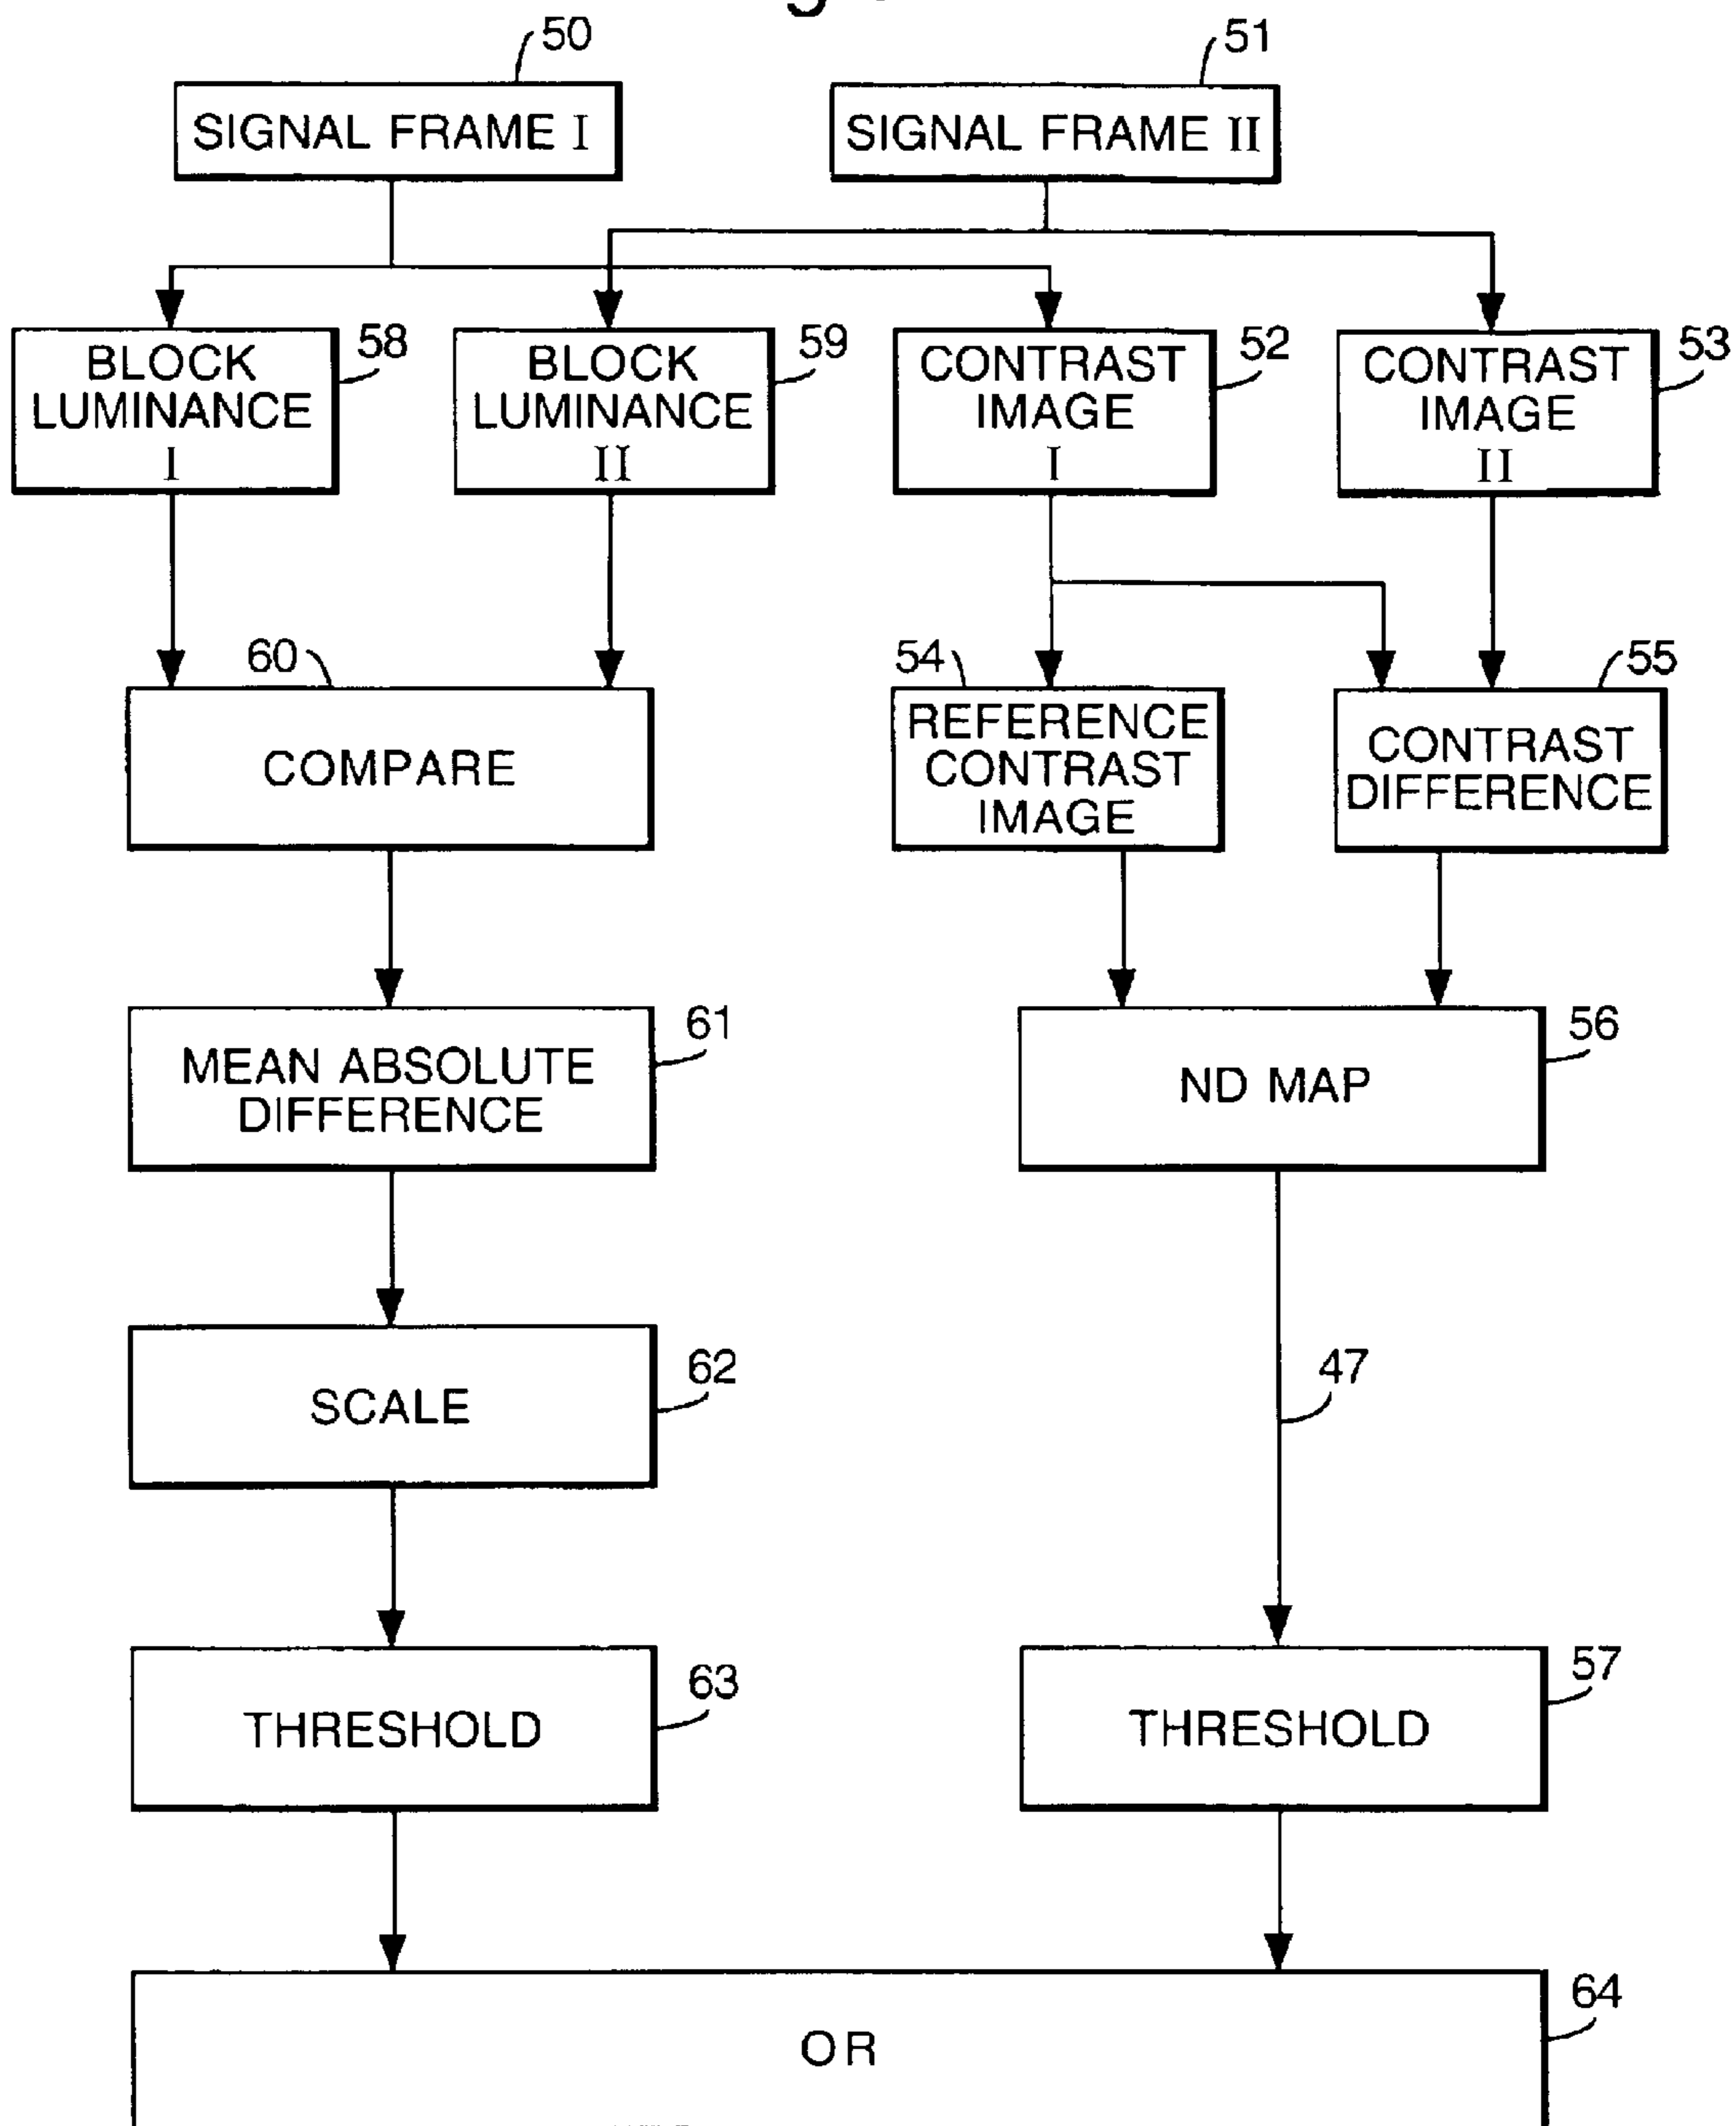 50
51
SIGNAL FRAME I
SIGNAL FRAME II
BLOCK
LUMINANCE
I
58
BLOCK
LUMINANCE
II
59
CONTRAST
IMAGE
I
52
CONTRAST
IMAGE
II
53
60
COMPARE
54
REFERENCE
CONTRAST
IMAGE
55
CONTRAST
DIFFERENCE
MEAN ABSOLUTE
DIFFERENCE
61
ND MAP
56
SCALE
62
47
THRESHOLD
63
THRESHOLD
57
OR
64